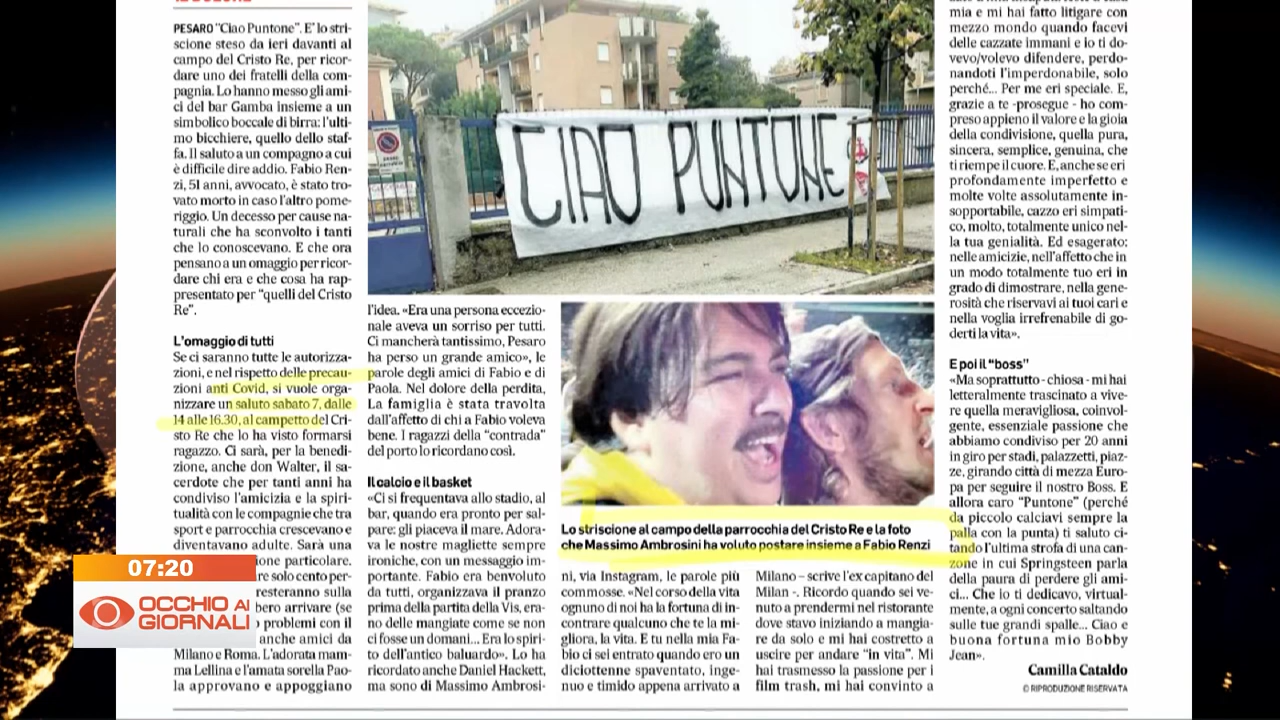 PESARO “Ciao Puntone”. E' lo stri-
scione steso da ieri davanti al
campo del Cristo Re, per ricor-
dare uno dei fratelli della com-
pagnia. Lo hanno messo gli ami-
ci del bar Gamba insieme a un
simbolico boccale di birra: l'ulti-
mo bicchiere, quello dello staf-
fa. Il saluto a un compagno a cui
è difficile dire addio. Fabio Ren-
zi, 51 anni, avvocato, è stato tro-
vato morto in caso l'altro pome-
riggio. Un decesso per cause na-
turali che ha sconvolto i tanti
che lo conoscevano. E che ora
pensano a un omaggio per ricor-
dare chi era e che cosa ha rap-
presentato per “quelli del Cristo
Re”.
L'omaggio di tutti
Se ci saranno tutte le autorizza-
zioni, e nel rispetto delle precau-
zioni anti Covid, si vuole orga-
nizzare un saluto sabato 7, dalle
14 alle 16.30, al campetto del Cri-
sto Re che lo ha visto formarsi
ragazzo. Ci sarà, per la benedi-
zione, anche don Walter, il sa-
cerdote che per tanti anni ha
condiviso l'amicizia e la spiri-
tualità con le compagnie che tra
sport e parrocchia crescevano e
diventavano adulte. Sarà una
ione particolare.
re solo cento per-
resteranno sulla
bero arrivare (se
o problemi con il
anche amici da
Milano e Roma. L'adorata mam-
ma Lellina e l'amata sorella Pao-
la approvano e appoggiano
07:20
OCCHIO AI
GIORNALI
CIAO PUNTONE
l'idea. «Era una persona eccezio-
nale aveva un sorriso per tutti.
Ci mancherà tantissimo, Pesaro
ha perso un grande amico», le
parole degli amici di Fabio e di
Paola. Nel dolore della perdita,
La famiglia è stata travolta
dall'affetto di chi a Fabio voleva
bene. I ragazzi della “contrada”
del porto lo ricordano così.
Il calcio e il basket
«Ci si frequentava allo stadio, al
bar, quando era pronto per sal-
pare: gli piaceva il mare. Adora-
va le nostre magliette sempre
ironiche, con un messaggio im-
portante. Fabio era benvoluto
da tutti, organizzava il pranzo
prima della partita della Vis, era-
no delle mangiate come se non
ci fosse un domani... Era lo spiri-
to dell'antico baluardo». Lo ha
ricordato anche Daniel Hackett,
ma sono di Massimo Ambrosi-
Lo striscione al campo della parrocchia del Cristo Re e la foto
che Massimo Ambrosini ha voluto postare insieme a Fabio Renzi
ni, via Instagram, le parole più
commosse. «Nel corso della vita
ognuno di noi ha la fortuna di in-
contrare qualcuno che te la mi-
gliora, la vita. E tu nella mia Fa-
bio ci sei entrato quando ero un
diciottenne spaventato, inge-
nuo e timido appena arrivato a
Milano – scrive l'ex capitano del
Milan -. Ricordo quando sei ve-
nuto a prendermi nel ristorante
dove stavo iniziando a mangia-
re da solo e mi hai costretto a
uscire per andare “in vita”. Mi
hai trasmesso la passione per i
film trash, mi hai convinto a
mia e mi hai fatto litigare con
mezzo mondo quando facevi
delle cazzate immani e io ti do-
vevo/volevo difendere, perdo-
nandoti l'imperdonabile, solo
perché... Per me eri speciale. E,
grazie a te -prosegue - ho com-
preso appieno il valore e la gioia
della condivisione, quella pura,
sincera, semplice, genuina, che
ti riempe il cuore. E, anche se eri
profondamente imperfetto e
molte volte assolutamente in-
sopportabile, cazzo eri simpati-
co, molto, totalmente unico nel-
la tua genialità. Ed esagerato:
nelle amicizie, nell'affetto che in
un modo totalmente tuo eri in
grado di dimostrare, nella gene-
rosità che riservavi ai tuoi cari e
nella voglia irrefrenabile di go-
derti la vita».
E poi il “boss”
«Ma soprattutto - chiosa - mi hai
letteralmente trascinato a vive-
re quella meravigliosa, coinvol-
gente, essenziale passione che
abbiamo condiviso per 20 anni
in giro per stadi, palazzetti, piaz-
ze, girando città di mezza Euro-
pa per seguire il nostro Boss. E
allora caro “Puntone” (perché
da piccolo calciavi sempre la
palla con la punta) ti saluto ci-
tando l'ultima strofa di una can-
zone in cui Springsteen parla
della paura di perdere gli ami-
ci... Che io ti dedicavo, virtual-
mente, a ogni concerto saltando
sulle tue grandi spalle... Ciao e
buona fortuna mio Bobby
Jean».
Camilla Cataldo
© RIPRODUZIONE RISERVATA